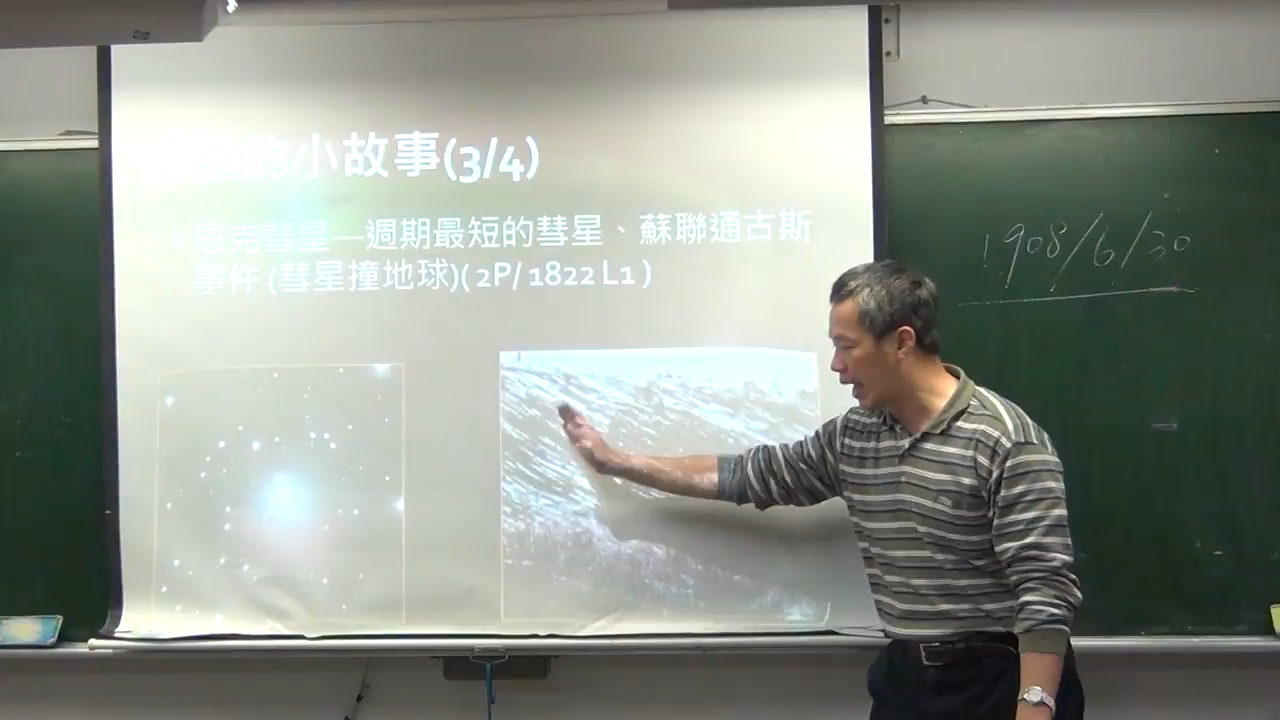 的小故事(3/4)
恩克彗星—週期最短的彗星、蘇聯通古斯
事件 (彗星撞地球)( 2P/ 1822 L1 )
1908/6/30